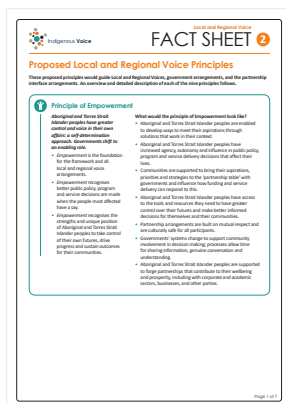 Local and Regional Voice
Indigenous Voice
FACT SHEET 2
Proposed Local and Regional Voice Principles
These proposed principles would guide Local and Regional Voices, government arrangements, and the partnership
interface arrangements. An overview and detailed description of each of the nine principles follows.
Principle of Empowerment
Aboriginal and Torres Strait
Islander peoples have greater
control and voice in their own
affairs: a self-determination
approach. Governments shift to
an enabling role.
• Empowerment is the foundation
for the framework and all
local and regional voice
arrangements.
• Empowerment recognises
better public policy, program
and service decisions are made
when the people most affected
have a say.
• Empowerment recognises the
strengths and unique position
of Aboriginal and Torres Strait
Islander peoples to take control
of their own futures, drive
progress and sustain outcomes
for their communities.
What would the principle of Empowerment look like?
• Aboriginal and Torres Strait Islander peoples are enabled
to develop ways to meet their aspirations through
solutions that work in their context.
• Aboriginal and Torres Strait Islander peoples have
increased agency, autonomy and influence in public policy,
program and service delivery decisions that affect their
lives.
• Communities are supported to bring their aspirations,
priorities and strategies to the 'partnership table' with
governments and influence how funding and service
delivery can respond to this.
• Aboriginal and Torres Strait Islander peoples have access
to the tools and resources they need to have greater
control over their futures and make better informed
decisions for themselves and their communities.
• Partnership arrangements are built on mutual respect and
are culturally safe for all participants.
• Governments' systems change to support community
involvement in decision making; processes allow time
for sharing information, genuine conversation and
understanding.
• Aboriginal and Torres Strait Islander peoples are supported
to forge partnerships that contribute to their wellbeing
and prosperity, including with corporate and academic
sectors, businesses, and other parties.
Page 1 of 7